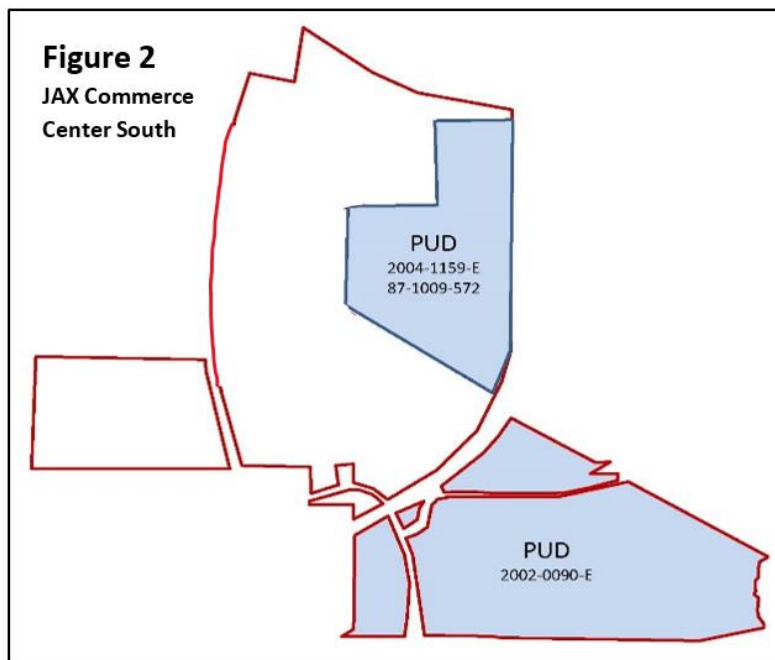 Figure 2
JAX Commerce
Center South
PUD
2004-1159-E
87-1009-572
PUD
2002-0090-E